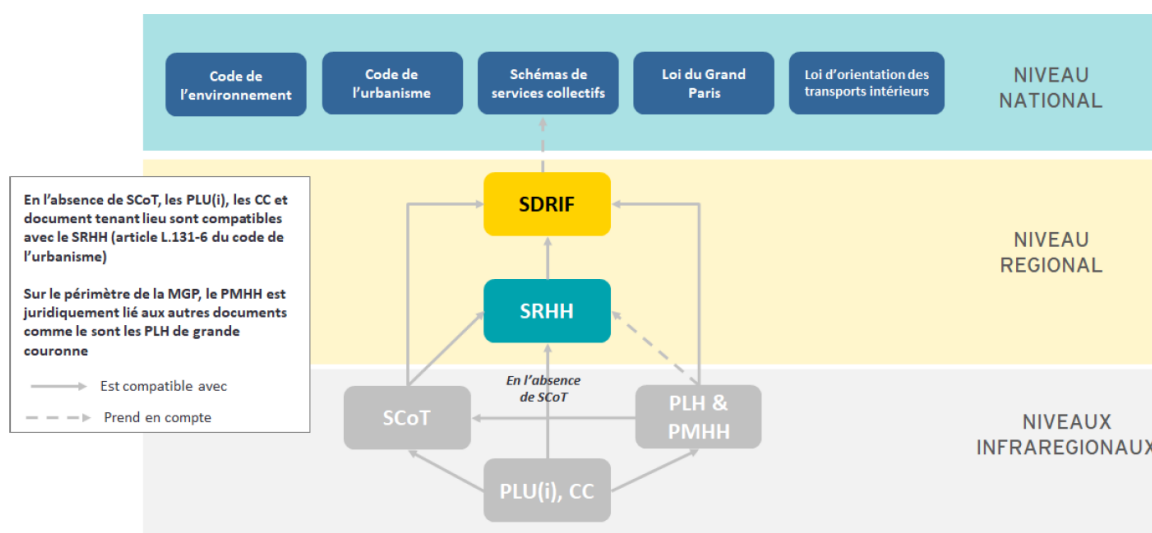 Code de
l'environnement
Code de
l'urbanisme
Schémas de
services collectifs
Loi du Grand
Paris
Loi d'orientation des
transports intérieurs
NIVEAU
NATIONAL
En l'absence de SCoT, les PLU(i), les CC et
document tenant lieu sont compatibles
avec le SRHH (article L.131-6 du code de
l'urbanisme)
Sur le périmètre de la MGP, le PMHH est
juridiquement lié aux autres documents
comme le sont les PLH de grande
couronne
Est compatible avec
Prend en compte
SDRIF
SRHH
NIVEAU
REGIONAL
En l'absence
de SCoT
SCoT
PLH &
PMHH
PLU(i), CC
NIVEAUX
INFRAREGIONAUX